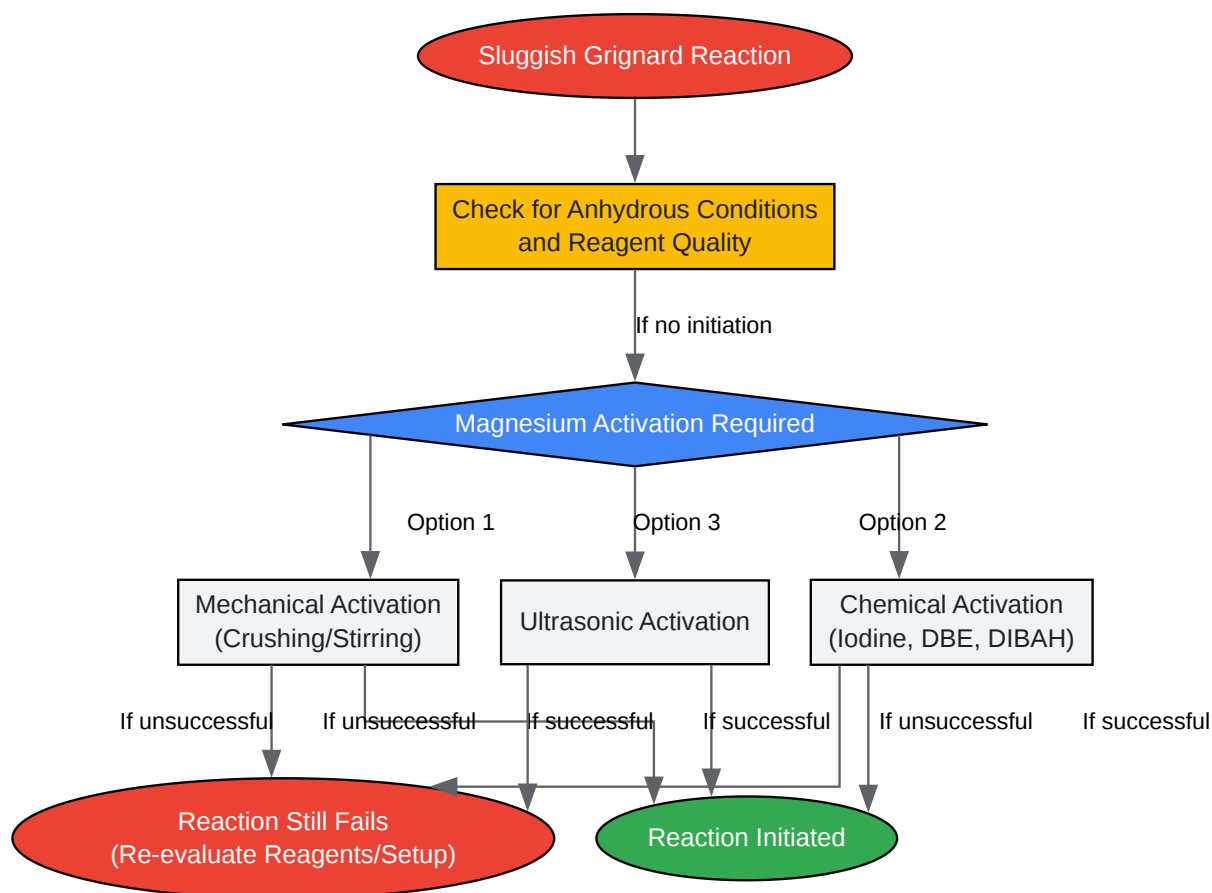 Sluggish Grignard Reaction
Check for Anhydrous Conditions
and Reagent Quality
If no initiation
Magnesium Activation Required
Option 1
Option 3
Option 2
Mechanical Activation
(Crushing/Stirring)
Ultrasonic Activation
Chemical Activation
(Iodine, DBE, DIBAH)
If unsuccessful
If unsuccessful
If successful
If successful
If unsuccessful
If successful
Reaction Still Fails
(Re-evaluate Reagents/Setup)
Reaction Initiated